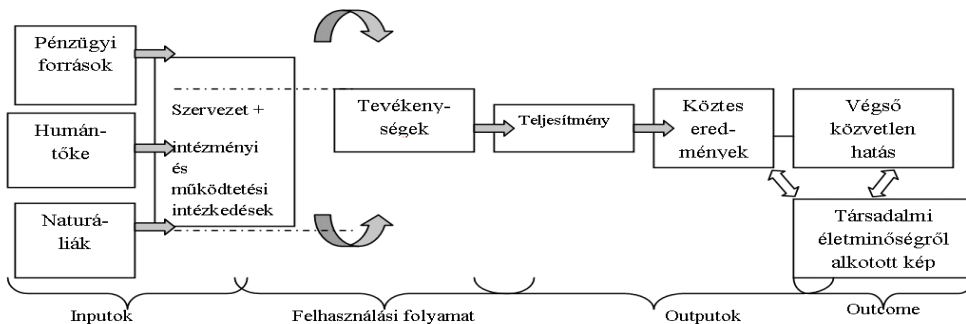 Pénzügyi
források
Humán-
tőke
Naturá-
liák
Szervezet +
intézményi
és
működtetési
intézkedések
Tevékeny-
ségek
Teljesítmény
Köztes
ered-
mények
Végső
közvetlen
hatás
Társadalmi
életminőségről
alkotott kép
Inputok
Felhasználási folyamat
Outputok
Outcome